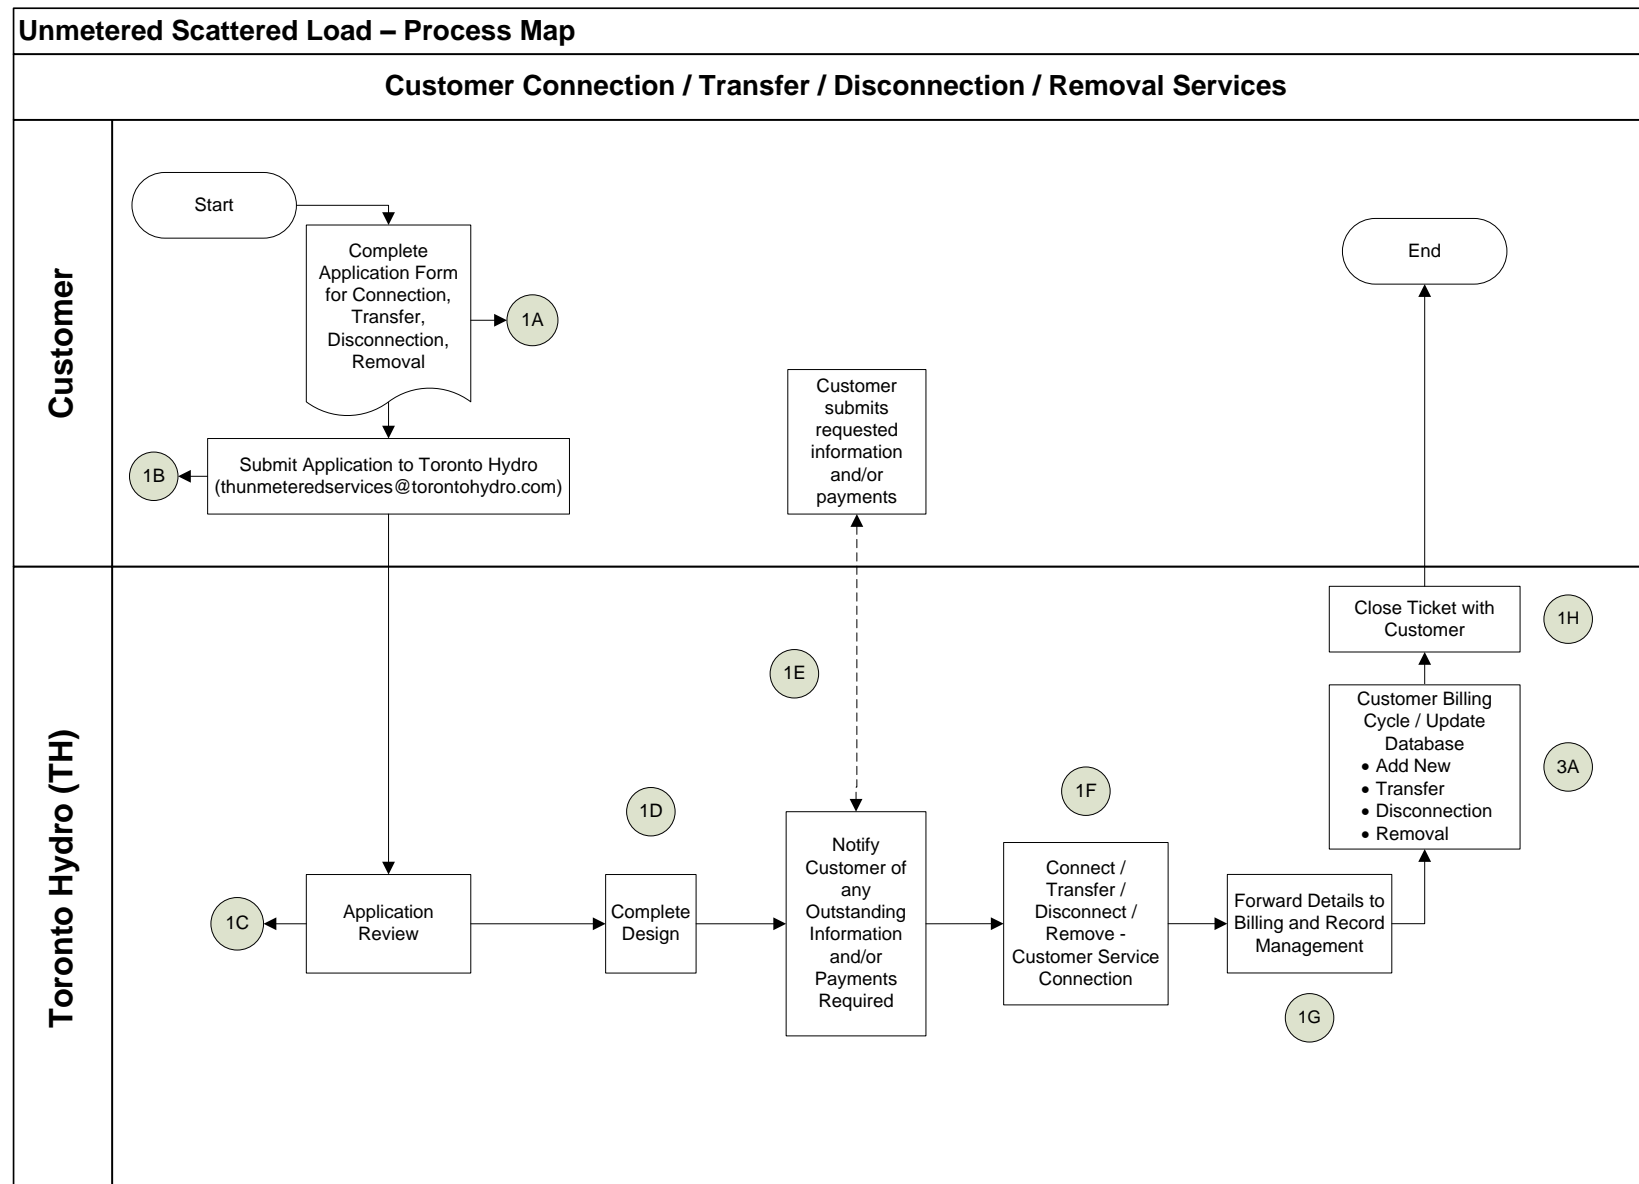 Unmetered Scattered Load – Process Map
Customer Connection / Transfer / Disconnection / Removal Services
Customer
Start
Complete
Application Form
for Connection,
Transfer,
Disconnection,
Removal
1A
Submit Application to Toronto Hydro
(thunmeteredservices@torontohydro.com)
1B
Customer
submits
requested
information
and/or
payments
End
Toronto Hydro (TH)
1C
Application
Review
1D
Complete
Design
1E
Notify
Customer of
any
Outstanding
Information
and/or
Payments
Required
1F
Connect /
Transfer /
Disconnect /
Remove -
Customer Service
Connection
Forward Details to
Billing and Record
Management
1G
Customer Billing
Cycle / Update
Database
• Add New
• Transfer
• Disconnection
• Removal
3A
Close Ticket with
Customer
1H